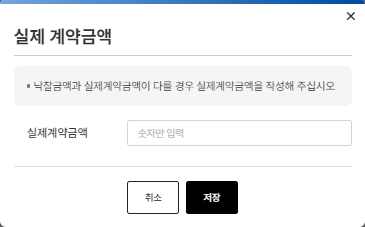 실제 계약금액
• 낙찰금액과 실제계약금액이 다를 경우 실제계약금액을 작성해 주십시오
실제계약금액
숫자만 입력
취소
저장